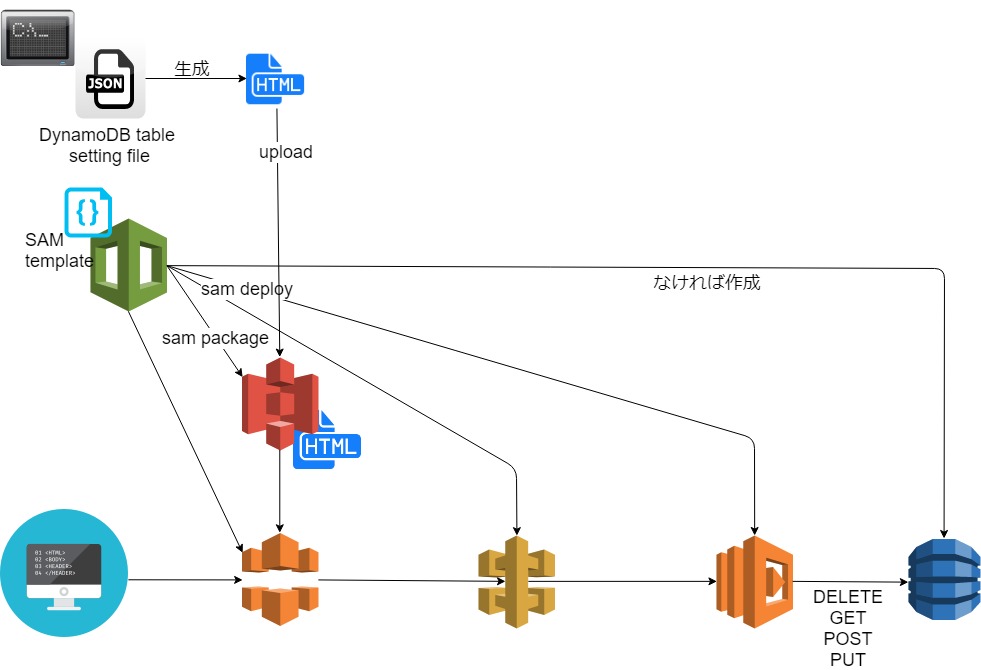 C:\_
JSON
生成
HTML
DynamoDB table
setting file
upload
{}
SAM
template
なければ作成
sam deploy
sam package
HTML
01 <HTML>
02 <BODY>
03 <HEADER>
04 </HEADER>
DELETE
GET
POST
PUT